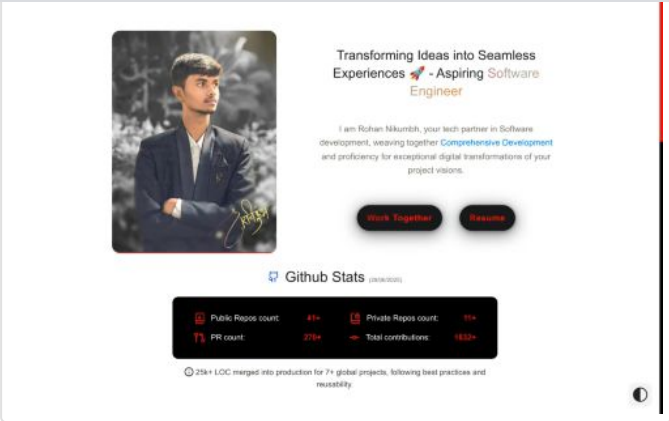 Transforming Ideas into Seamless
Experiences 🚀 - Aspiring Software
Engineer
I am Rohan Nikumbh, your tech partner in Software
development, weaving together Comprehensive Development
and proficiency for exceptional digital transformations of your
project visions.
Work Together
Resume
Github Stats
Public Repos count: 41+
Private Repos count: 11+
PR count: 270+
Total contributions:
25k+ LOC merged into production for 7+ global projects, following best practices and
reusability.